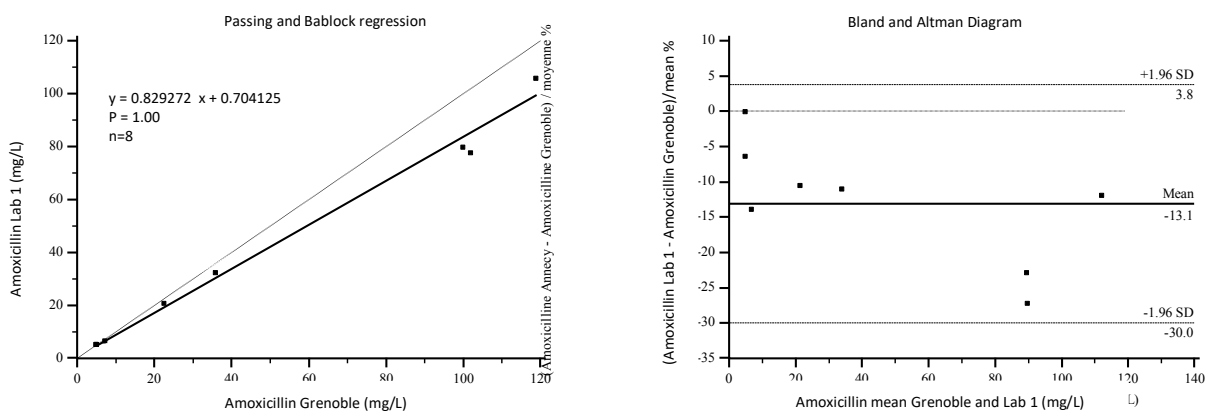 Passing and Bablock regression
120
100
80
60
40
20
0
y = 0.829272 x + 0.704125
P = 1.00
n=8
Amoxicillin Lab 1 (mg/L)
0 20 40 60 80 100 120
Amoxicillin Grenoble (mg/L)
(Amoxicilline Annecy - Amoxicilline Grenoble) / moyenne %
Bland and Altman Diagram
10
5
0
-5
-10
-15
-20
-25
-30
-35
+1.96 SD
3.8
Mean
-13.1
-1.96 SD
-30.0
(Amoxicillin Lab 1 - Amoxicillin Grenoble)/mean %
0 20 40 60 80 100 120 140
Amoxicillin mean Grenoble and Lab 1 (mg/L)
L)